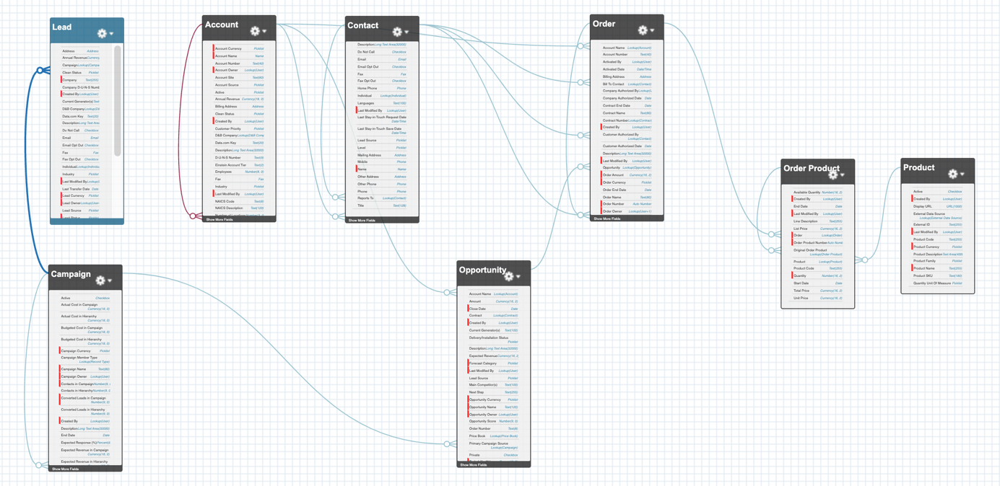 Lead
Address Address
Annual Revenue Currency
Campaign Lookup(Campa
Clean Status Picklist
Company Text(255)
Company D-U-N-S Numb
Created By Lookup(User)
Current Generator(s) Text
D&B Company Lookup(D&
Data.com Key Text(20)
Description Long Text Area
Do Not Call Checkbox
Email Email
Email Opt Out Checkbox
Fax Fax
Fax Opt Out Checkbox
Individual Lookup(Individu
Industry Picklist
Last Modified By Lookup(
Last Transfer Date Date
Lead Currency Picklist
Lead Owner Lookup(User
Lead Source Picklist
Account
Account Currency Picklist
Account Name Name
Account Number Text(40)
Account Owner Lookup(User)
Account Site Text(80)
Account Source Picklist
Active Picklist
Annual Revenue Currency(18, 0)
Billing Address Address
Clean Status Picklist
Created By Lookup(User)
Customer Priority Picklist
D&B Company Lookup(D&B Comp
Data.com Key Text(20)
Description Long Text Area(32000)
D-U-N-S Number Text(9)
Einstein Account Tier Text(2)
Employees Number(8, 0)
Fax Fax
Industry Picklist
Last Modified By Lookup(User)
NAICS Code Text(8)
NAICS Description Text(120)
Show More Fields
Contact
Description Long Text Area(32000)
Do Not Call Checkbox
Email Email
Email Opt Out Checkbox
Fax Fax
Fax Opt Out Checkbox
Home Phone Phone
Individual Lookup(Individual)
Languages Text(100)
Last Modified By Lookup(User)
Last Stay-in-Touch Request Date
Date/Time
Last Stay-in-Touch Save Date
Date/Time
Lead Source Picklist
Level Picklist
Mailing Address Address
Mobile Phone
Name Name
Other Address Address
Other Phone Phone
Phone Phone
Reports To Lookup(Contact)
Title Text(128)
Show More Fields
Order
Account Name Lookup(Account)
Account Number Text(40)
Activated By Lookup(User)
Activated Date Date/Time
Billing Address Address
Bill To Contact Lookup(Contact)
Company Authorized By Lookup(L
Company Authorized Date Date
Contract End Date Date
Contract Name Text(80)
Contract Number Lookup(Contract)
Created By Lookup(User)
Customer Authorized By
Lookup(Contact)
Customer Authorized Date Date
Description Long Text Area(32000)
Last Modified By Lookup(User)
Opportunity Lookup(Opportunity)
Order Amount Currency(16, 2)
Order Currency Picklist
Order End Date Date
Order Name Text(80)
Order Number Auto Number
Order Owner Lookup(User+1)
Show More Fields
Order Product
Available Quantity Number(16, 2)
Created By Lookup(User)
End Date Date
Last Modified By Lookup(User)
Line Description Text(255)
List Price Currency(16, 2)
Order Lookup(Order)
Order Product Number Auto Numb
Original Order Product
Lookup(Order Product)
Product Lookup(Product)
Product Code Text(255)
Quantity Number(16, 2)
Start Date Date
Total Price Currency(16, 2)
Unit Price Currency(16, 2)
Product
Active Checkbox
Created By Lookup(User)
Display URL URL(1000)
External Data Source
Lookup(External Data Source)
External ID Text(255)
Last Modified By Lookup(User)
Product Code Text(255)
Product Currency Picklist
Product Description Text Area(4000
Product Family Picklist
Product Name Text(255)
Product SKU Text(180)
Quantity Unit Of Measure Picklist
Campaign
Active Checkbox
Actual Cost in Campaign
Currency(18, 0)
Actual Cost in Hierarchy
Currency(18, 0)
Budgeted Cost in Campaign
Currency(18, 0)
Budgeted Cost in Hierarchy
Currency(18, 0)
Campaign Currency Picklist
Campaign Member Type
Lookup(Record Type)
Campaign Name Text(80)
Campaign Owner Lookup(User)
Contacts in Campaign Number(9, (
Contacts in Hierarchy Number(9, (
Converted Leads in Campaign
Number(9, 0)
Converted Leads in Hierarchy
Number(9, 0)
Created By Lookup(User)
Description Long Text Area(32000)
End Date Date
Expected Response (%) Percent(8
Expected Revenue in Campaign
Currency(18, 0)
Expected Revenue in Hierarchy
Show More Fields
Opportunity
Account Name Lookup(Account)
Amount Currency(16, 2)
Close Date Date
Contract Lookup(Contract)
Created By Lookup(User)
Current Generator(s) Text(100)
Delivery/Installation Status
Picklist
Description Long Text Area(32000)
Expected Revenue Currency(16, 2
Forecast Category Picklist
Last Modified By Lookup(User)
Lead Source Picklist
Main Competitor(s) Text(100)
Next Step Text(255)
Opportunity Currency Picklist
Opportunity Name Text(120)
Opportunity Owner Lookup(User)
Opportunity Score Number(9, 0)
Order Number Text(8)
Price Book Lookup(Price Book)
Primary Campaign Source
Lookup(Campaign)
Private Checkbox
Show More Fields